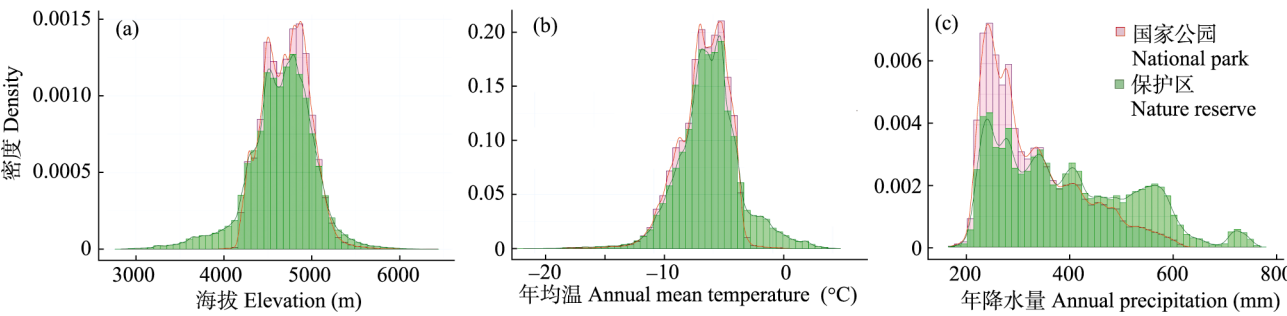 密度 Density
0.0015
0.0010
0.0005
0
(a)
3000 4000 5000 6000
海拔 Elevation (m)
0.20
0.15
0.10
0.05
0
(b)
−20 −10 0
年均温 Annual mean temperature (°C)
0.006
0.004
0.002
0
(c)
国家公园
National park
保护区
Nature reserve
200 400 600 800
年降水量 Annual precipitation (mm)